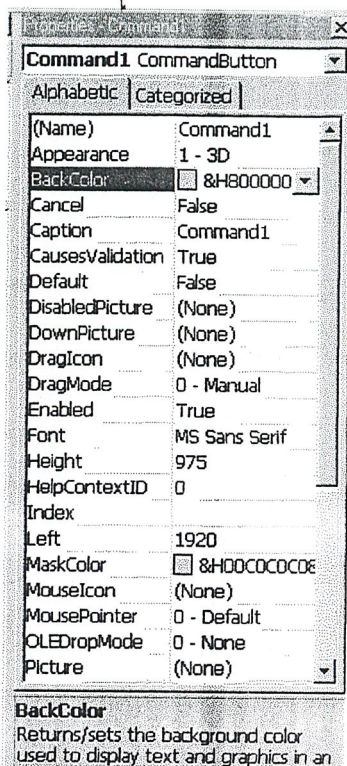 Properties - Command1
Command1 CommandButton
Alphabetic Categorized
(Name) Command1
Appearance 1 - 3D
BackColor &H800000
Cancel False
Caption Command1
CausesValidation True
Default False
DisabledPicture (None)
DownPicture (None)
DragIcon (None)
DragMode 0 - Manual
Enabled True
Font MS Sans Serif
Height 975
HelpContextID 0
Index
Left 1920
MaskColor &H00C0C0C0&
MouseIcon (None)
MousePointer 0 - Default
OLEDropMode 0 - None
Picture (None)
BackColor
Returns/sets the background color
used to display text and graphics in an